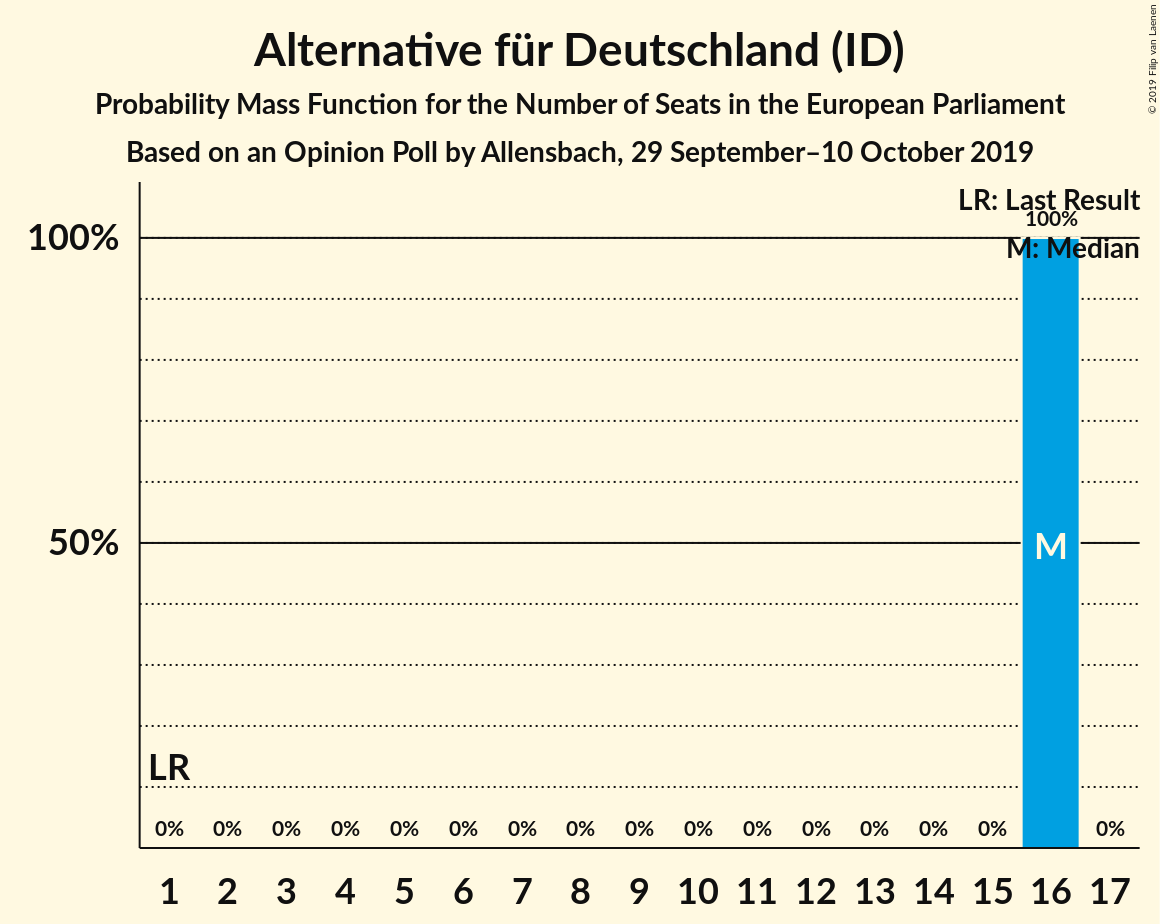 Alternative für Deutschland (ID)
Probability Mass Function for the Number of Seats in the European Parliament
Based on an Opinion Poll by Allensbach, 29 September–10 October 2019
© 2019 Filip van Laenen
LR: Last Result
100%
M: Median
100%
50%
M
LR
0% 0% 0% 0% 0% 0% 0% 0% 0% 0% 0% 0% 0% 0% 0% 0%
1 2 3 4 5 6 7 8 9 10 11 12 13 14 15 16 17